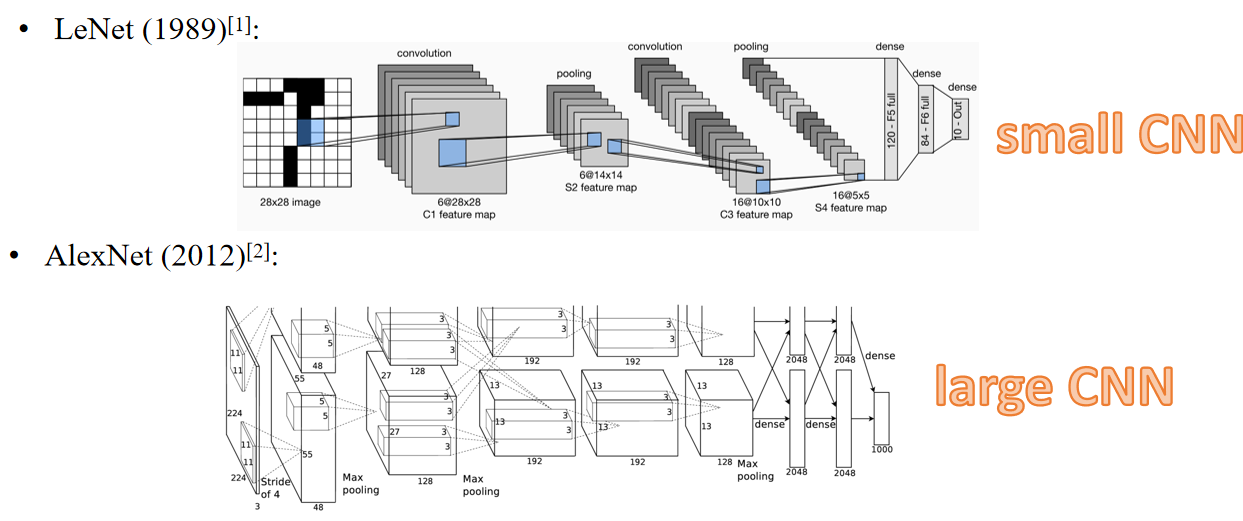 • LeNet (1989)[1]:
convolution
pooling
convolution
pooling
dense
dense
dense
28x28 image
6@28x28
C1 feature map
6@14x14
S2 feature map
16@10x10
C3 feature map
16@5x5
S4 feature map
120 - F5 full
84 - F6 full
10 - Out
small CNN
• AlexNet (2012)[2]:
11
11
224
11
11
224
3
Stride
of 4
5
5
48
55
5
5
55
48
Max
pooling
3
3
3
128
27
3
3
27
3
3
128
Max
pooling
3
3
192
13
3
13
3
192
3
3
192
13
3
3
13
192
128
13
13
128
Max
pooling
dense
2048
2048
dense
2048
2048
dense
1000
large CNN